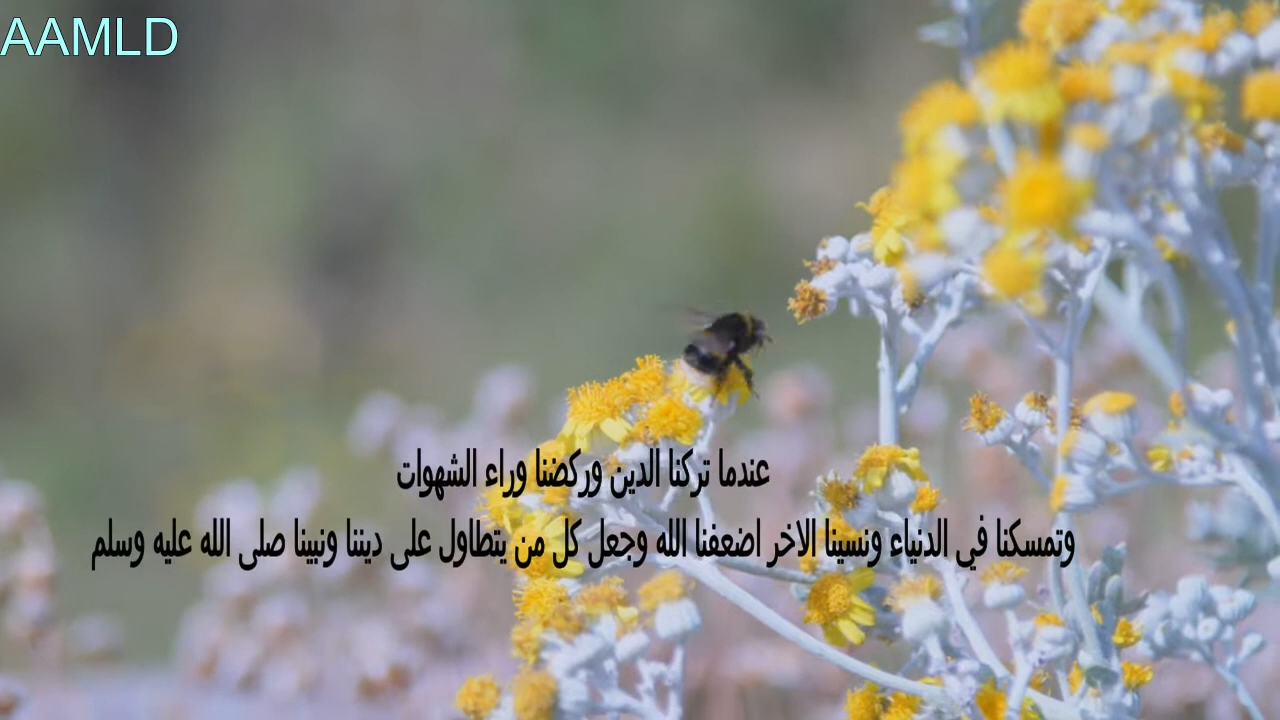 AAMLD
عندما تركنا الدين وركضنا وراء الشهوات
وتمسكنا في الدنياء ونسينا الاخر اضعفنا الله وجعل كل من يتطاول على ديننا ونبينا صلى الله عليه وسلم